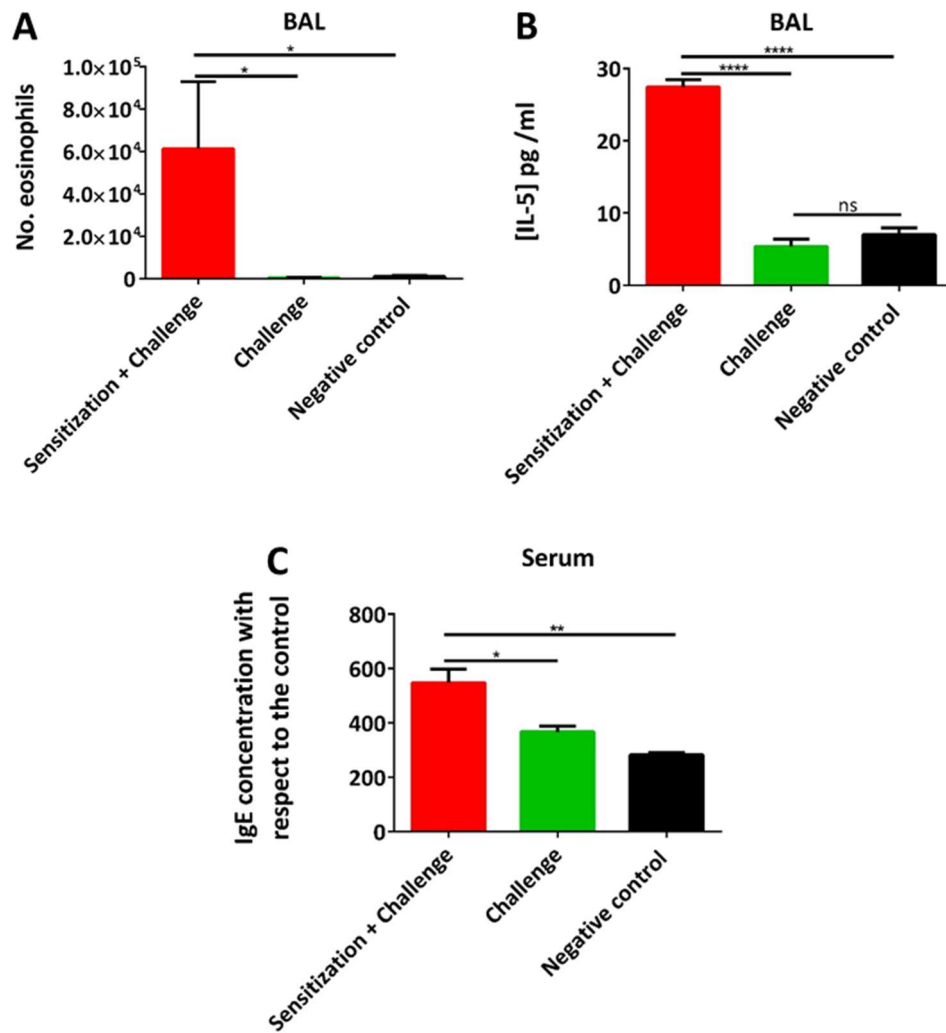 A
BAL
*
*
No. eosinophils
1.0×10⁵
8.0×10⁴
6.0×10⁴
4.0×10⁴
2.0×10⁴
0
Sensitization + Challenge
Challenge
Negative control
B
BAL
****
****
ns
[IL-5] pg /ml
30
20
10
0
Sensitization + Challenge
Challenge
Negative control
C
Serum
**
*
IgE concentration with
respect to the control
800
600
400
200
0
Sensitization + Challenge
Challenge
Negative control